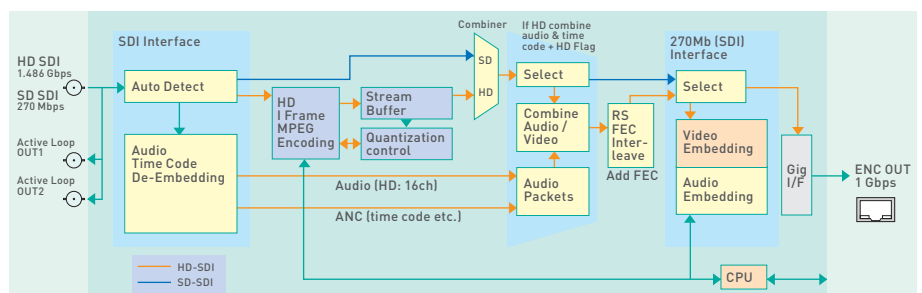 HD SDI
1.486 Gbps
SD SDI
270 Mbps
Active Loop
OUT1
Active Loop
OUT2
SDI Interface
Auto Detect
Audio
Time Code
De-Embedding
HD
I Frame
MPEG
Encoding
Stream
Buffer
Quantization
control
Audio (HD: 16ch)
ANC (time code etc.)
Combiner
SD
HD
If HD combine
audio & time
code + HD Flag
Select
Combine
Audio /
Video
Audio
Packets
RS
FEC
Inter-
leave
Add FEC
270Mb (SDI)
Interface
Select
Video
Embedding
Audio
Embedding
Gig
I/F
ENC OUT
1 Gbps
CPU
HD-SDI
SD-SDI